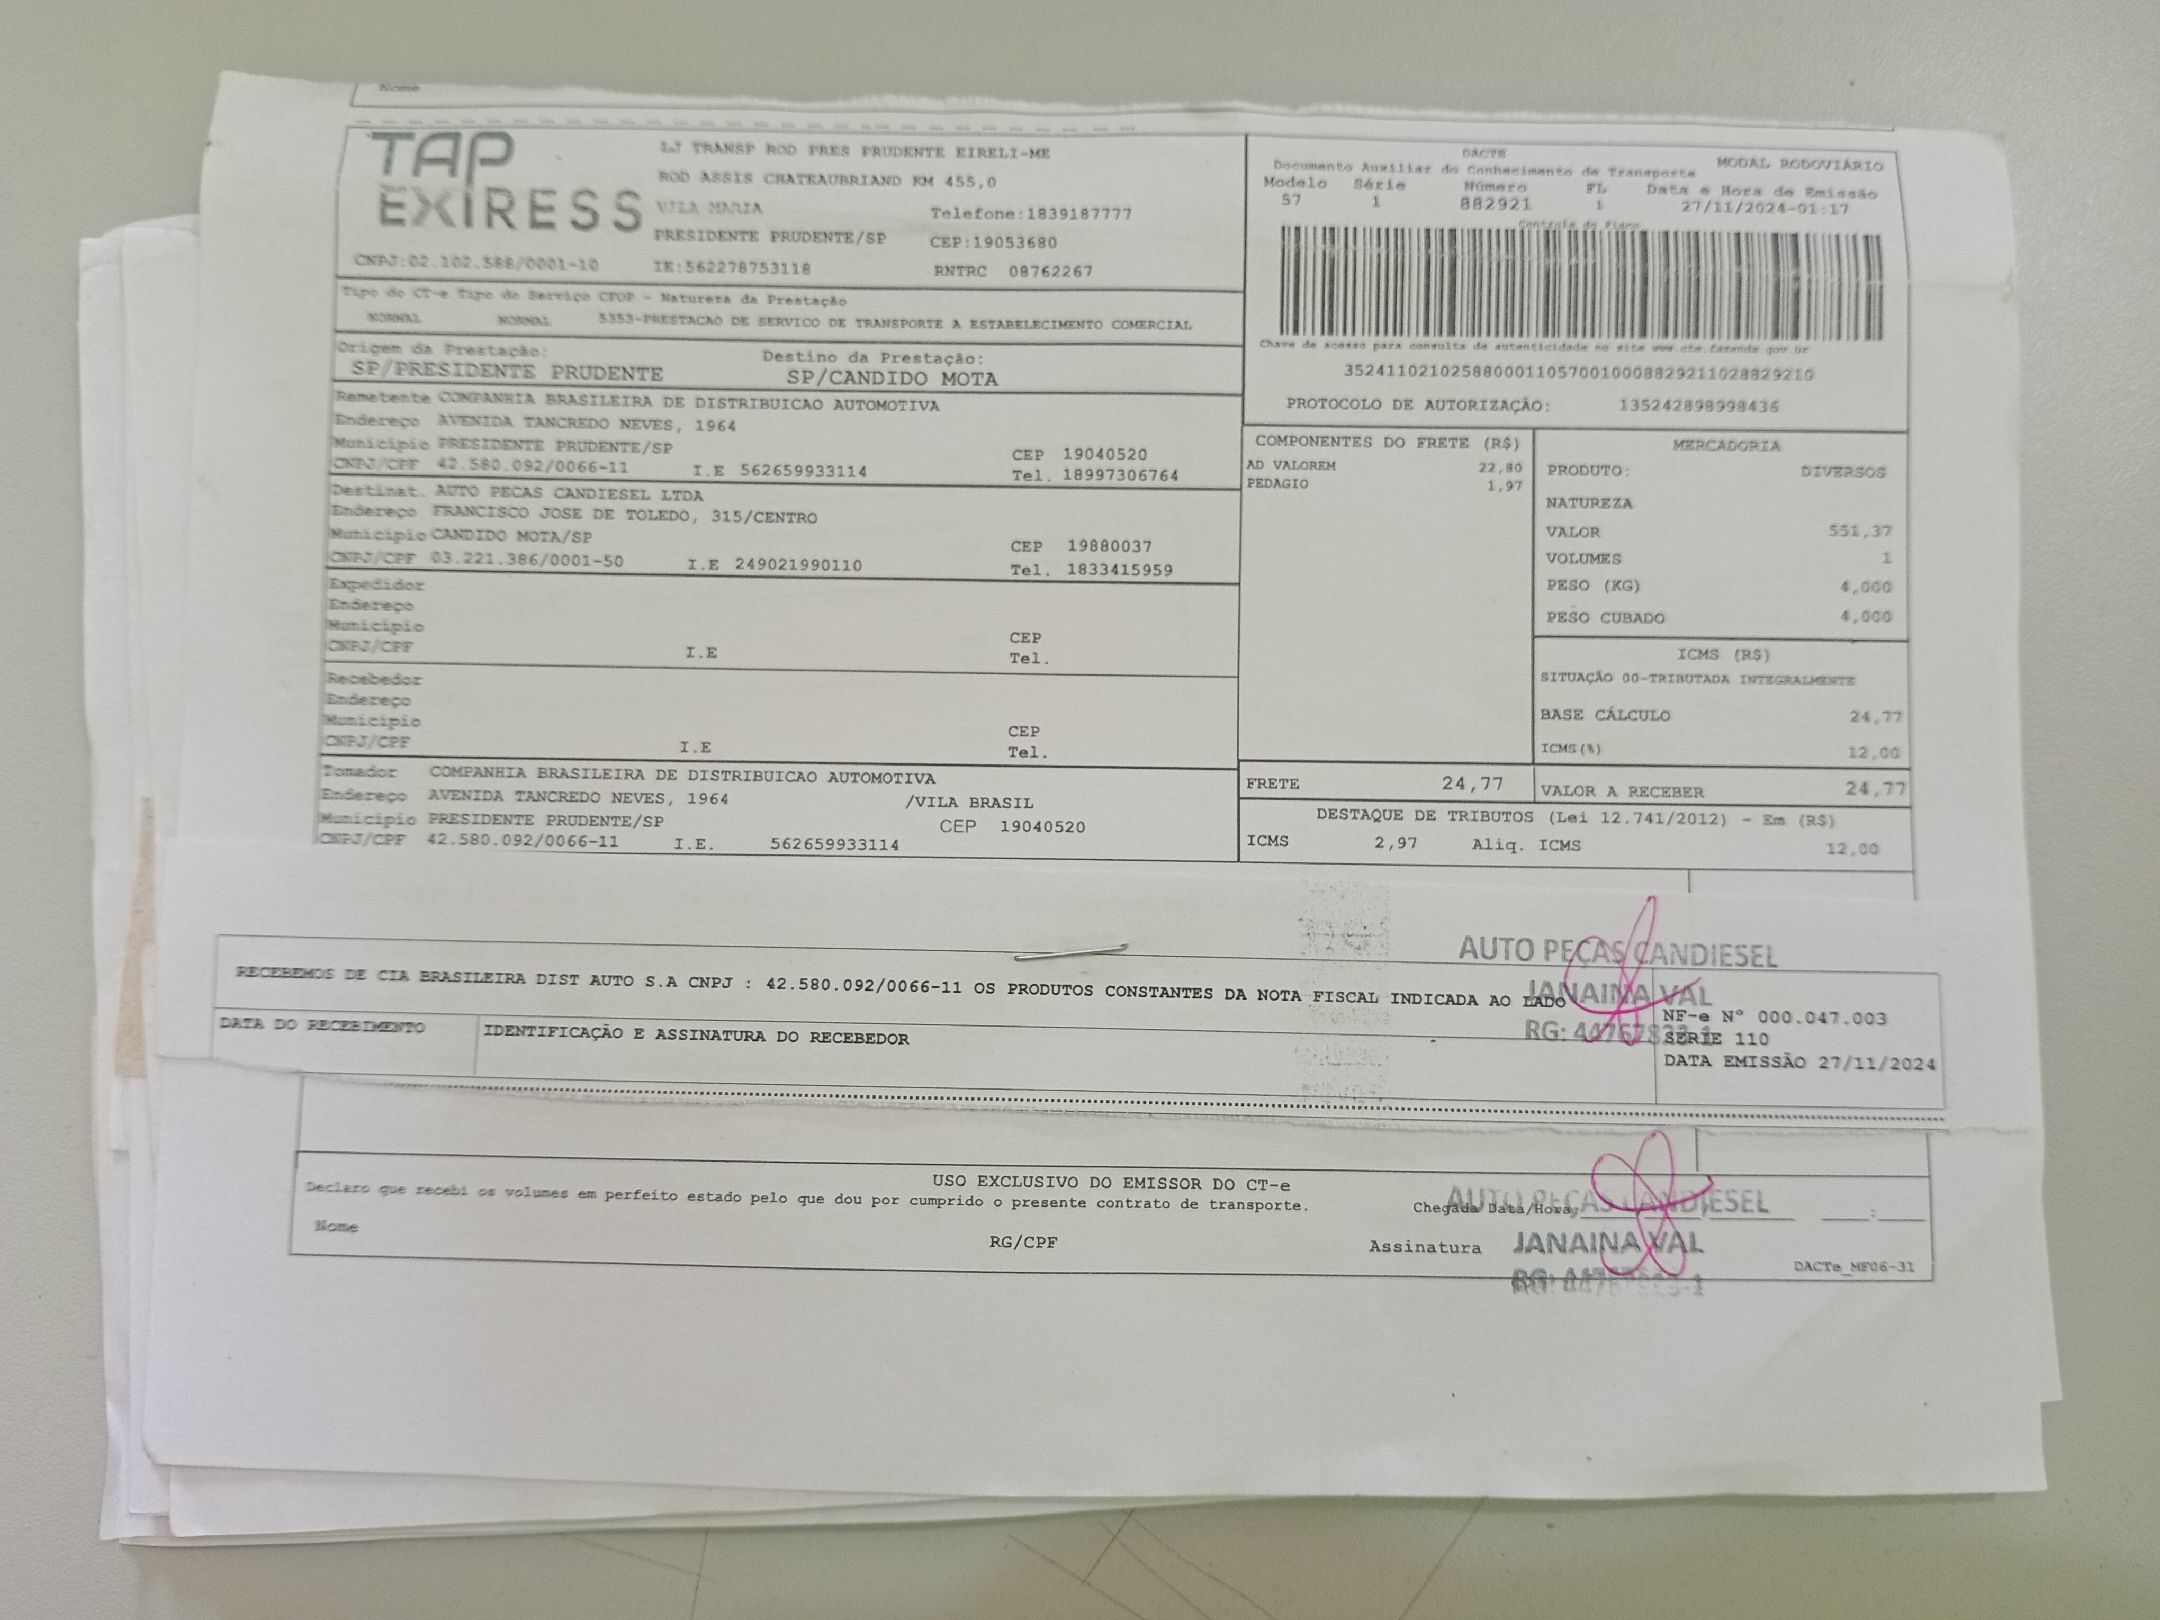 Nome
TAP
EXIRESS
LJ TRANSP ROD PRES PRUDENTE EIRELI-ME
ROD ASSIS CHATEAUBRIAND KM 455,0
VILA MARIA Telefone:1839187777
PRESIDENTE PRUDENTE/SP CEP:19053680
CNPJ:02.102.588/0001-10 IE:562278753118 RNTRC 08762267
Tipo do CT-e Tipo do Serviço CFOP - Natureza da Prestação
NORMAL NORMAL 5353-PRESTACAO DE SERVICO DE TRANSPORTE A ESTABELECIMENTO COMERCIAL
Origem da Prestação: Destino da Prestação:
SP/PRESIDENTE PRUDENTE SP/CANDIDO MOTA
Remetente COMPANHIA BRASILEIRA DE DISTRIBUICAO AUTOMOTIVA
Endereço AVENIDA TANCREDO NEVES, 1964
Município PRESIDENTE PRUDENTE/SP CEP 19040520
CNPJ/CPF 42.580.092/0066-11 I.E 562659933114 Tel. 18997306764
Destinat. AUTO PECAS CANDIESEL LTDA
Endereço FRANCISCO JOSE DE TOLEDO, 315/CENTRO
Município CANDIDO MOTA/SP CEP 19880037
CNPJ/CPF 03.221.386/0001-50 I.E 249021990110 Tel. 1833415959
Expedidor
Endereço
Município CEP
CNPJ/CPF I.E Tel.
Recebedor
Endereço
Município CEP
CNPJ/CPF I.E Tel.
Tomador COMPANHIA BRASILEIRA DE DISTRIBUICAO AUTOMOTIVA
Endereço AVENIDA TANCREDO NEVES, 1964 /VILA BRASIL
Município PRESIDENTE PRUDENTE/SP CEP 19040520
CNPJ/CPF 42.580.092/0066-11 I.E. 562659933114
DACTE MODAL RODOVIÁRIO
Documento Auxiliar do Conhecimento de Transporte
Modelo Série Número FL Data e Hora de Emissão
57 1 882921 1 27/11/2024-01:17
Controle do Fisco
Chave de acesso para consulta de autenticidade no site www.cte.fazenda.gov.br
35241102102588000110570010008829211028829210
PROTOCOLO DE AUTORIZAÇÃO: 135242898998436
COMPONENTES DO FRETE (R$)
AD VALOREM 22,80
PEDAGIO 1,97
MERCADORIA
PRODUTO: DIVERSOS
NATUREZA
VALOR 551,37
VOLUMES 1
PESO (KG) 4,000
PESO CUBADO 4,000
ICMS (R$)
SITUAÇÃO 00-TRIBUTADA INTEGRALMENTE
BASE CÁLCULO 24,77
ICMS(%) 12,00
FRETE 24,77 VALOR A RECEBER 24,77
DESTAQUE DE TRIBUTOS (Lei 12.741/2012) - Em (R$)
ICMS 2,97 Aliq. ICMS 12,00
AUTO PEÇAS CANDIESEL
JANAINA VAL
RECEBEMOS DE CIA BRASILEIRA DIST AUTO S.A CNPJ : 42.580.092/0066-11 OS PRODUTOS CONSTANTES DA NOTA FISCAL INDICADA AO LADO
DATA DO RECEBIMENTO IDENTIFICAÇÃO E ASSINATURA DO RECEBEDOR
RG:
NF-e Nº 000.047.003
SÉRIE 110
DATA EMISSÃO 27/11/2024
USO EXCLUSIVO DO EMISSOR DO CT-e
Declaro que recebi os volumes em perfeito estado pelo que dou por cumprido o presente contrato de transporte.
Chegada Data/Hora:
AUTO PEÇAS CANDIESEL
Nome RG/CPF Assinatura
JANAINA VAL
RG:
DACTe_MF06-31